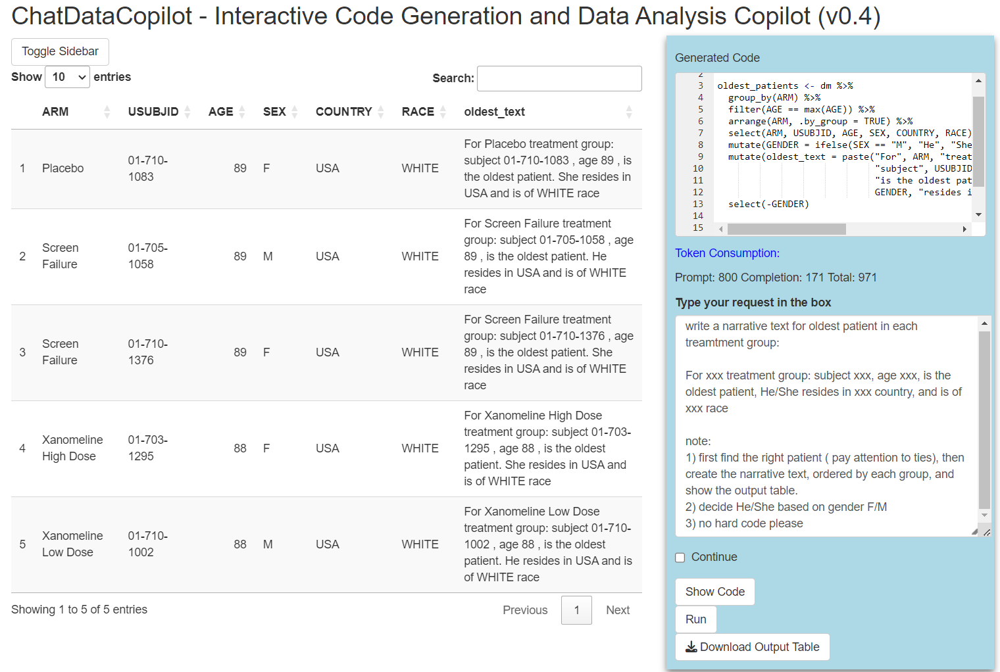 ChatDataCopilot - Interactive Code Generation and Data Analysis Copilot (v0.4)
Toggle Sidebar
Show 10 entries
Search:
ARM USUBJID AGE SEX COUNTRY RACE oldest_text
1 Placebo 01-710-1083 89 F USA WHITE
For Placebo treatment group:
subject 01-710-1083 , age 89 , is
the oldest patient. She resides in
USA and is of WHITE race
2 Screen Failure 01-705-1058 89 M USA WHITE
For Screen Failure treatment
group: subject 01-705-1058 , age
89 , is the oldest patient. He
resides in USA and is of WHITE
race
3 Screen Failure 01-710-1376 89 F USA WHITE
For Screen Failure treatment
group: subject 01-710-1376 , age
89 , is the oldest patient. She
resides in USA and is of WHITE
race
4 Xanomeline High Dose 01-703-1295 88 F USA WHITE
For Xanomeline High Dose
treatment group: subject 01-703-
1295 , age 88 , is the oldest
patient. She resides in USA and
is of WHITE race
5 Xanomeline Low Dose 01-710-1002 88 M USA WHITE
For Xanomeline Low Dose
treatment group: subject 01-710-
1002 , age 88 , is the oldest
patient. He resides in USA and is
of WHITE race
Showing 1 to 5 of 5 entries
Previous 1 Next
Generated Code
2
3 oldest_patients <- dm %>%
4 group_by(ARM) %>%
5 filter(AGE == max(AGE)) %>%
6 arrange(ARM, .by_group = TRUE) %>%
7 select(ARM, USUBJID, AGE, SEX, COUNTRY, RACE)
8 mutate(GENDER = ifelse(SEX == "M", "He", "She
9 mutate(oldest_text = paste("For", ARM, "treat
10 "subject", USUBJID
11 "is the oldest pat
12 GENDER, "resides i
13 select(-GENDER)
14
15
Token Consumption:
Prompt: 800 Completion: 171 Total: 971
Type your request in the box
write a narrative text for oldest patient in each
treamtment group:
For xxx treatment group: subject xxx, age xxx, is the
oldest patient, He/She resides in xxx country, and is of
xxx race
note:
1) first find the right patient ( pay attention to ties), then
create the narrative text, ordered by each group, and
show the output table.
2) decide He/She based on gender F/M
3) no hard code please
Continue
Show Code
Run
Download Output Table